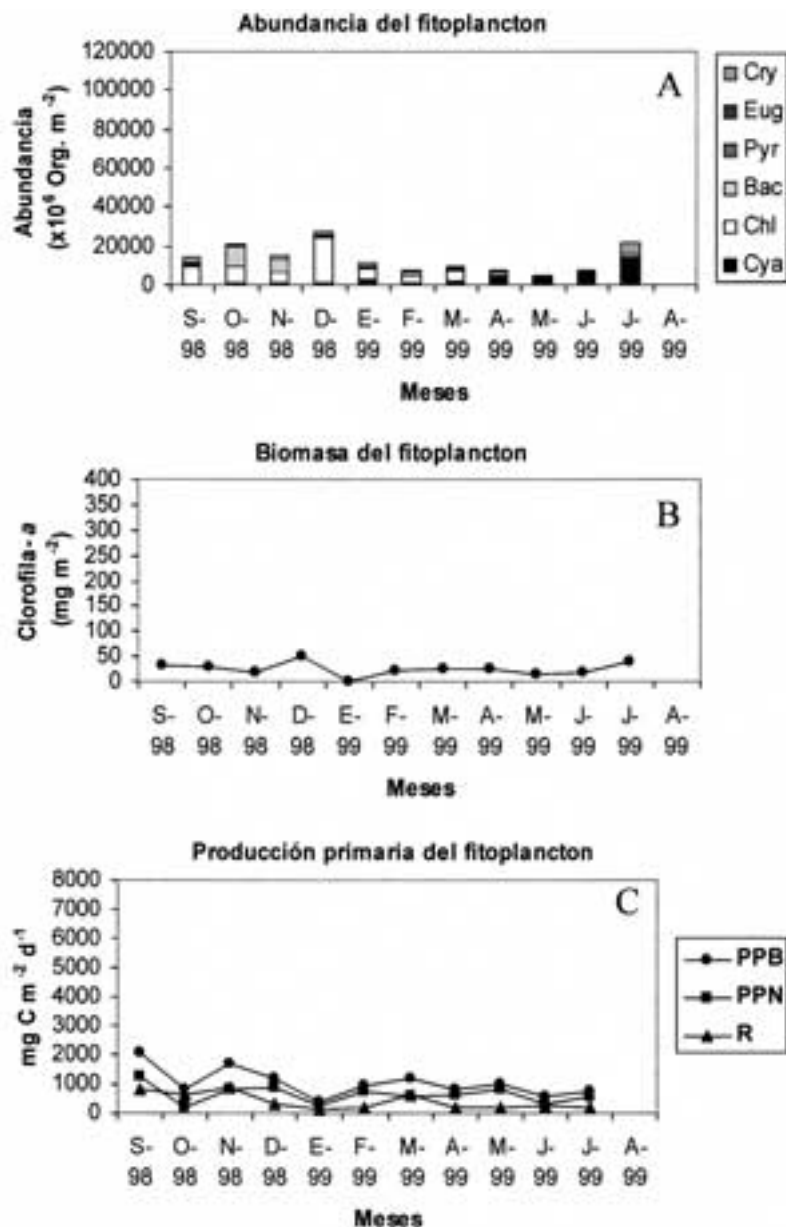 Abundancia del fitoplancton
Abundancia
(x10⁶ Org. m ⁻²)
120000
100000
80000
60000
40000
20000
0
A
Cry
Eug
Pyr
Bac
Chl
Cya
S- O- N- D- E- F- M- A- M- J- J- A-
98 98 98 98 99 99 99 99 99 99 99 99
Meses
Biomasa del fitoplancton
Clorofila- a
(mg m ⁻²)
400
350
300
250
200
150
100
50
0
B
S- O- N- D- E- F- M- A- M- J- J- A-
98 98 98 98 99 99 99 99 99 99 99 99
Meses
Producción primaria del fitoplancton
mg C m ⁻² d⁻¹
8000
7000
6000
5000
4000
3000
2000
1000
0
C
PPB
PPN
R
S- O- N- D- E- F- M- A- M- J- J- A-
98 98 98 98 99 99 99 99 99 99 99 99
Meses